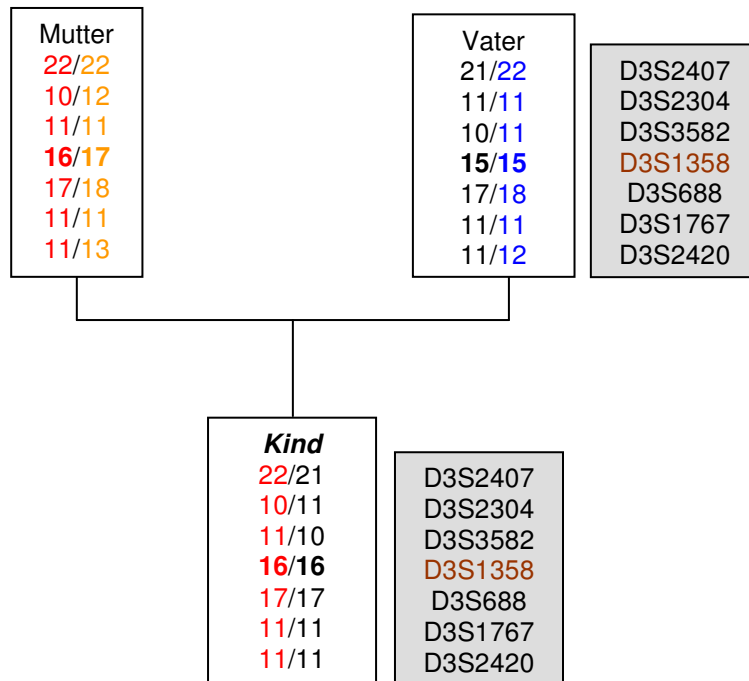 Mutter
22/22
10/12
11/11
16/17
17/18
11/11
11/13
Vater
21/22
11/11
10/11
15/15
17/18
11/11
11/12
D3S2407
D3S2304
D3S3582
D3S1358
D3S688
D3S1767
D3S2420
Kind
22/21
10/11
11/10
16/16
17/17
11/11
11/11
D3S2407
D3S2304
D3S3582
D3S1358
D3S688
D3S1767
D3S2420